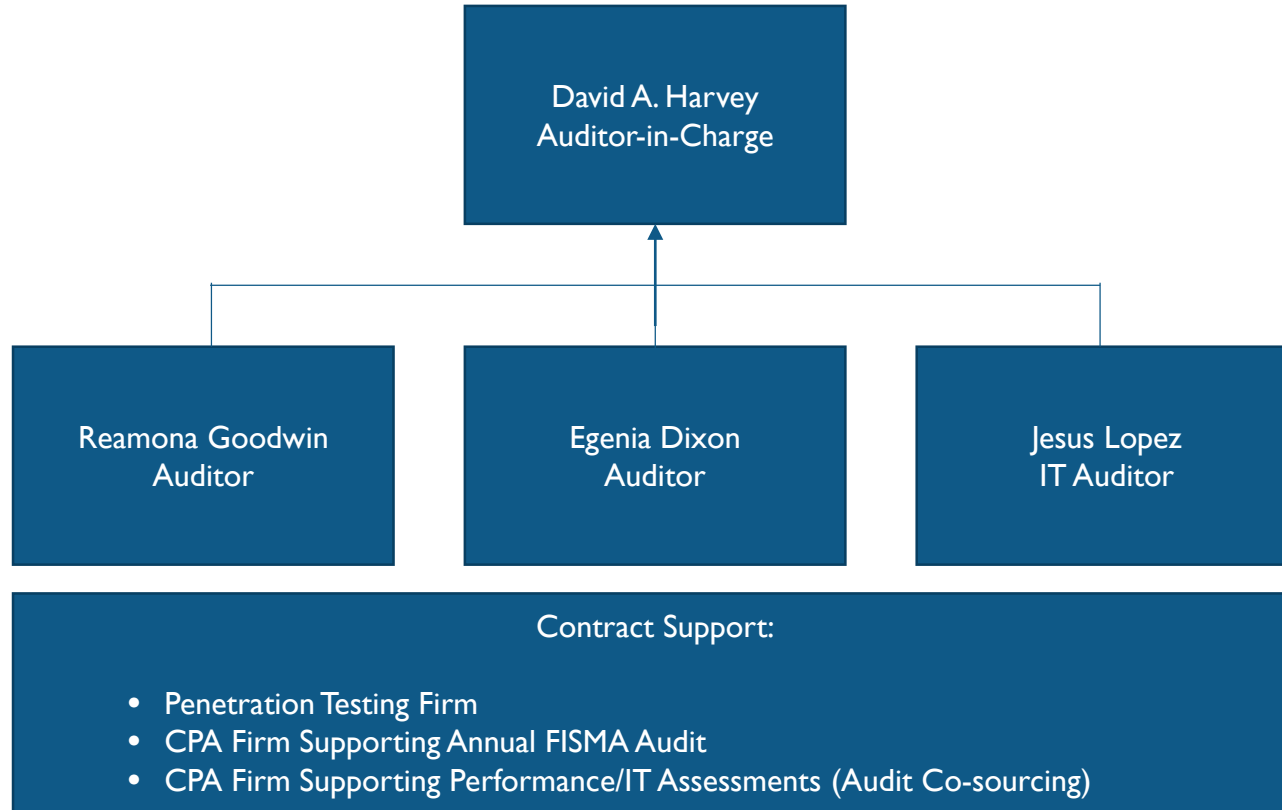 David A. Harvey
Auditor-in-Charge
Reamona Goodwin
Auditor
Egenia Dixon
Auditor
Jesus Lopez
IT Auditor
Contract Support:
• Penetration Testing Firm
• CPA Firm Supporting Annual FISMA Audit
• CPA Firm Supporting Performance/IT Assessments (Audit Co-sourcing)